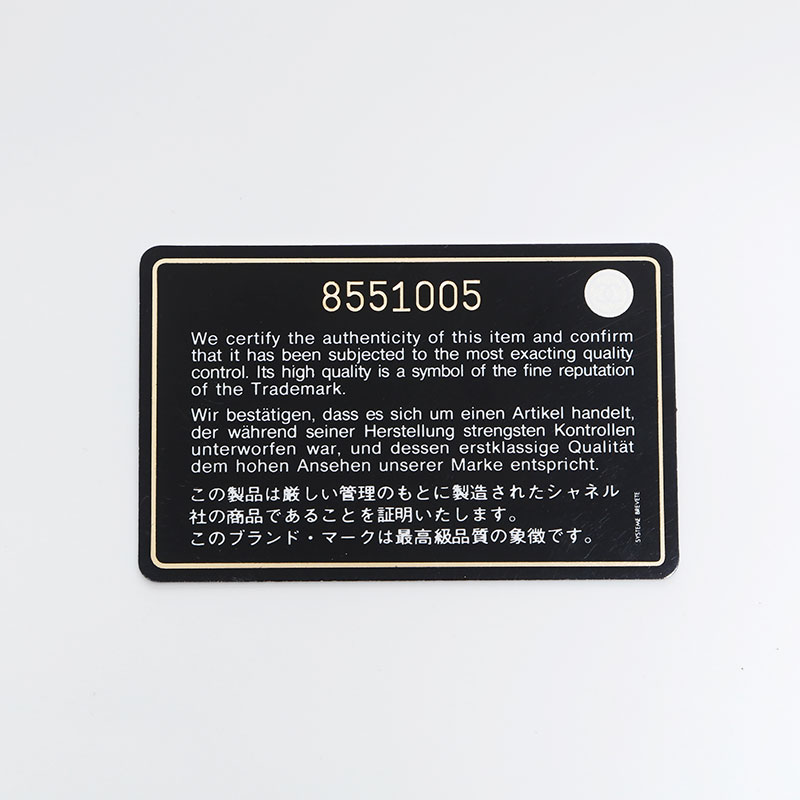 8551005
We certify the authenticity of this item and confirm
that it has been subjected to the most exacting quality
control. Its high quality is a symbol of the fine reputation
of the Trademark.
Wir bestätigen, dass es sich um einen Artikel handelt,
der während seiner Herstellung strengsten Kontrollen
unterworfen war, und dessen erstklassige Qualität
dem hohen Ansehen unserer Marke entspricht.
この製品は厳しい管理のもとに製造されたシャネル
社の商品であることを証明いたします。
このブランド・マークは最高級品質の象徴です。
SYSTEME BREVETE